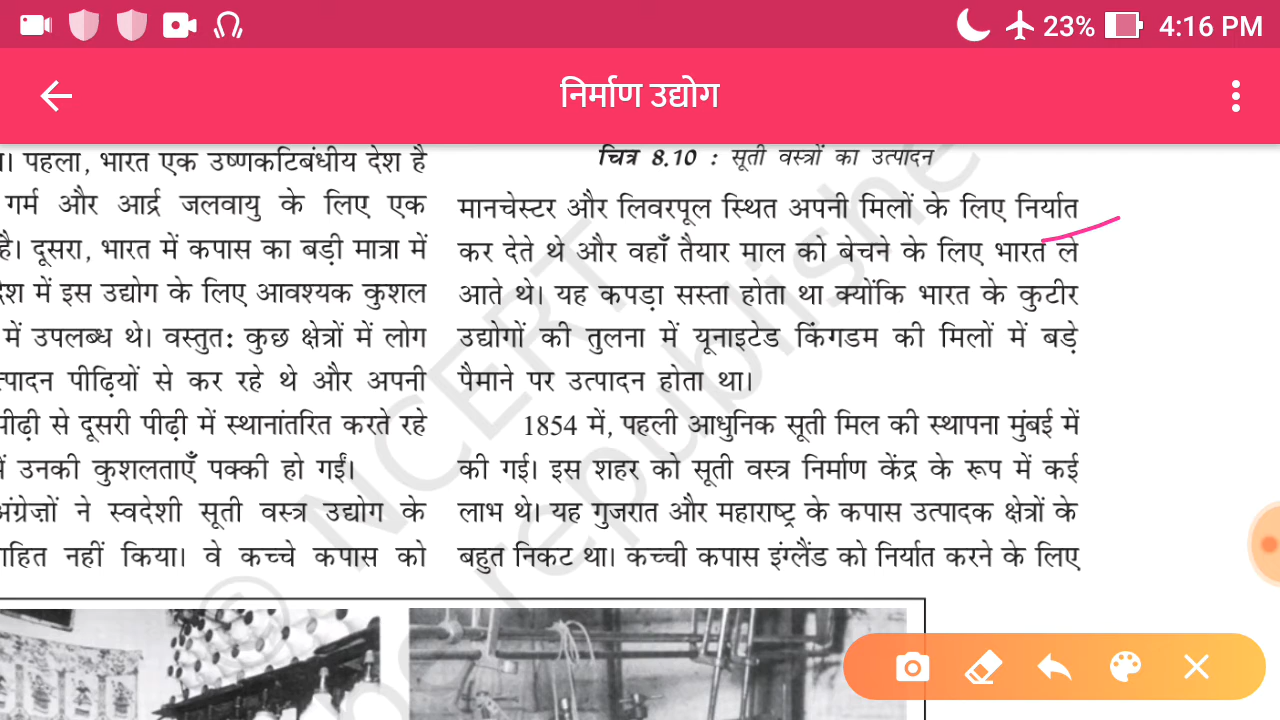 23% 4:16 PM
निर्माण उद्योग
पहला, भारत एक उष्णकटिबंधीय देश है
गर्म और आर्द्र जलवायु के लिए एक
है। दूसरा, भारत में कपास का बड़ी मात्रा में
में इस उद्योग के लिए आवश्यक कुशल
में उपलब्ध थे। वस्तुत: कुछ क्षेत्रों में लोग
पीढ़ियों से कर रहे थे और अपनी
पीढ़ी से दूसरी पीढ़ी में स्थानांतरित करते रहे
उनकी कुशलताएँ पक्की हो गईं।
अंग्रेज़ों ने स्वदेशी सूती वस्त्र उद्योग के
नहीं किया। वे कच्चे कपास को
चित्र 8.10 : सूती वस्त्रों का उत्पादन
मानचेस्टर और लिवरपूल स्थित अपनी मिलों के लिए निर्यात
कर देते थे और वहाँ तैयार माल को बेचने के लिए भारत ले
आते थे। यह कपड़ा सस्ता होता था क्योंकि भारत के कुटीर
उद्योगों की तुलना में यूनाइटेड किंगडम की मिलों में बड़े
पैमाने पर उत्पादन होता था।
1854 में, पहली आधुनिक सूती मिल की स्थापना मुंबई में
की गई। इस शहर को सूती वस्त्र निर्माण केंद्र के रूप में कई
लाभ थे। यह गुजरात और महाराष्ट्र के कपास उत्पादक क्षेत्रों के
बहुत निकट था। कच्ची कपास इंग्लैंड को निर्यात करने के लिए
© NCERT
republishe